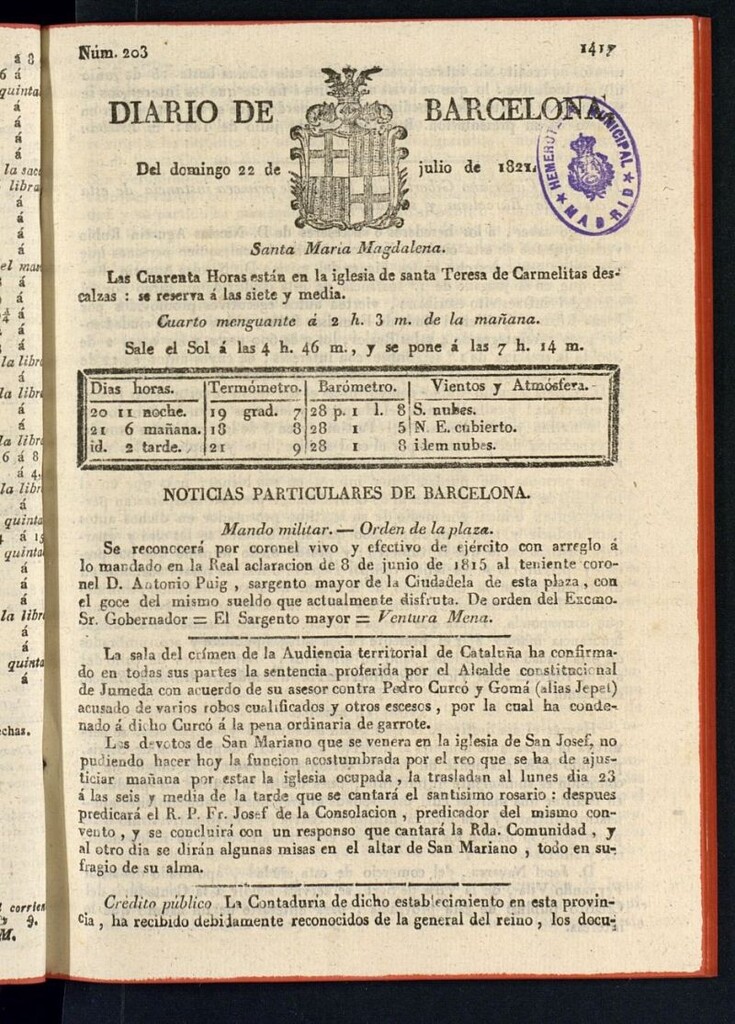 Núm. 203
1417
DIARIO DE BARCELONA
Del domingo 22 de julio de 1821.
HEMEROTECA MUNICIPAL
★ MADRID ★
Santa Maria Magdalena.
Las Cuarenta Horas están en la iglesia de santa Teresa de Carmelitas des-
calzas : se reserva á las siete y media.
Cuarto menguante á 2 h. 3 m. de la mañana.
Sale el Sol á las 4 h. 46 m., y se pone á las 7 h. 14 m.
Dias horas. Termómetro. Barómetro. Vientos y Atmósfera.
20 11 noche. 19 grad. 7 28 p. 1 l. 8 S. nubes.
21 6 mañana. 18 8 28 1 5 N. E. cubierto.
id. 2 tarde. 21 9 28 1 8 idem nubes.
NOTICIAS PARTICULARES DE BARCELONA.
Mando militar. — Orden de la plaza.
Se reconocerá por coronel vivo y efectivo de ejército con arreglo á
lo mandado en la Real aclaracion de 8 de junio de 1815 al teniente coro-
nel D. Antonio Puig , sargento mayor de la Ciudadela de esta plaza , con
el goce del mismo sueldo que actualmente disfruta. De orden del Excmo.
Sr. Gobernador = El Sargento mayor = Ventura Mena.
La sala del crímen de la Audiencia territorial de Cataluña ha confirma-
do en todas sus partes la sentencia proferida por el Alcalde constitucional
de Jumeda con acuerdo de su asesor contra Pedro Curcó y Gomá (alias Jepet)
acusado de varios robos cualificados y otros escesos , por la cual ha conde-
nado á dicho Curcó á la pena ordinaria de garrote.
Los devotos de San Mariano que se venera en la iglesia de San Josef, no
pudiendo hacer hoy la funcion acostumbrada por el reo que se ha de ajus-
ticiar mañana por estar la iglesia ocupada , la trasladan al lunes dia 23
á las seis y media de la tarde que se cantará el santisimo rosario : despues
predicará el R. P. Fr. Josef de la Consolacion , predicador del mismo con-
vento , y se concluirá con un responso que cantará la Rda. Comunidad , y
al otro dia se dirán algunas misas en el altar de San Mariano , todo en su-
fragio de su alma.
Crédito público La Contaduría de dicho establecimiento en esta provin-
cia , ha recibido debidamente reconocidos de la general del reino , los docu-